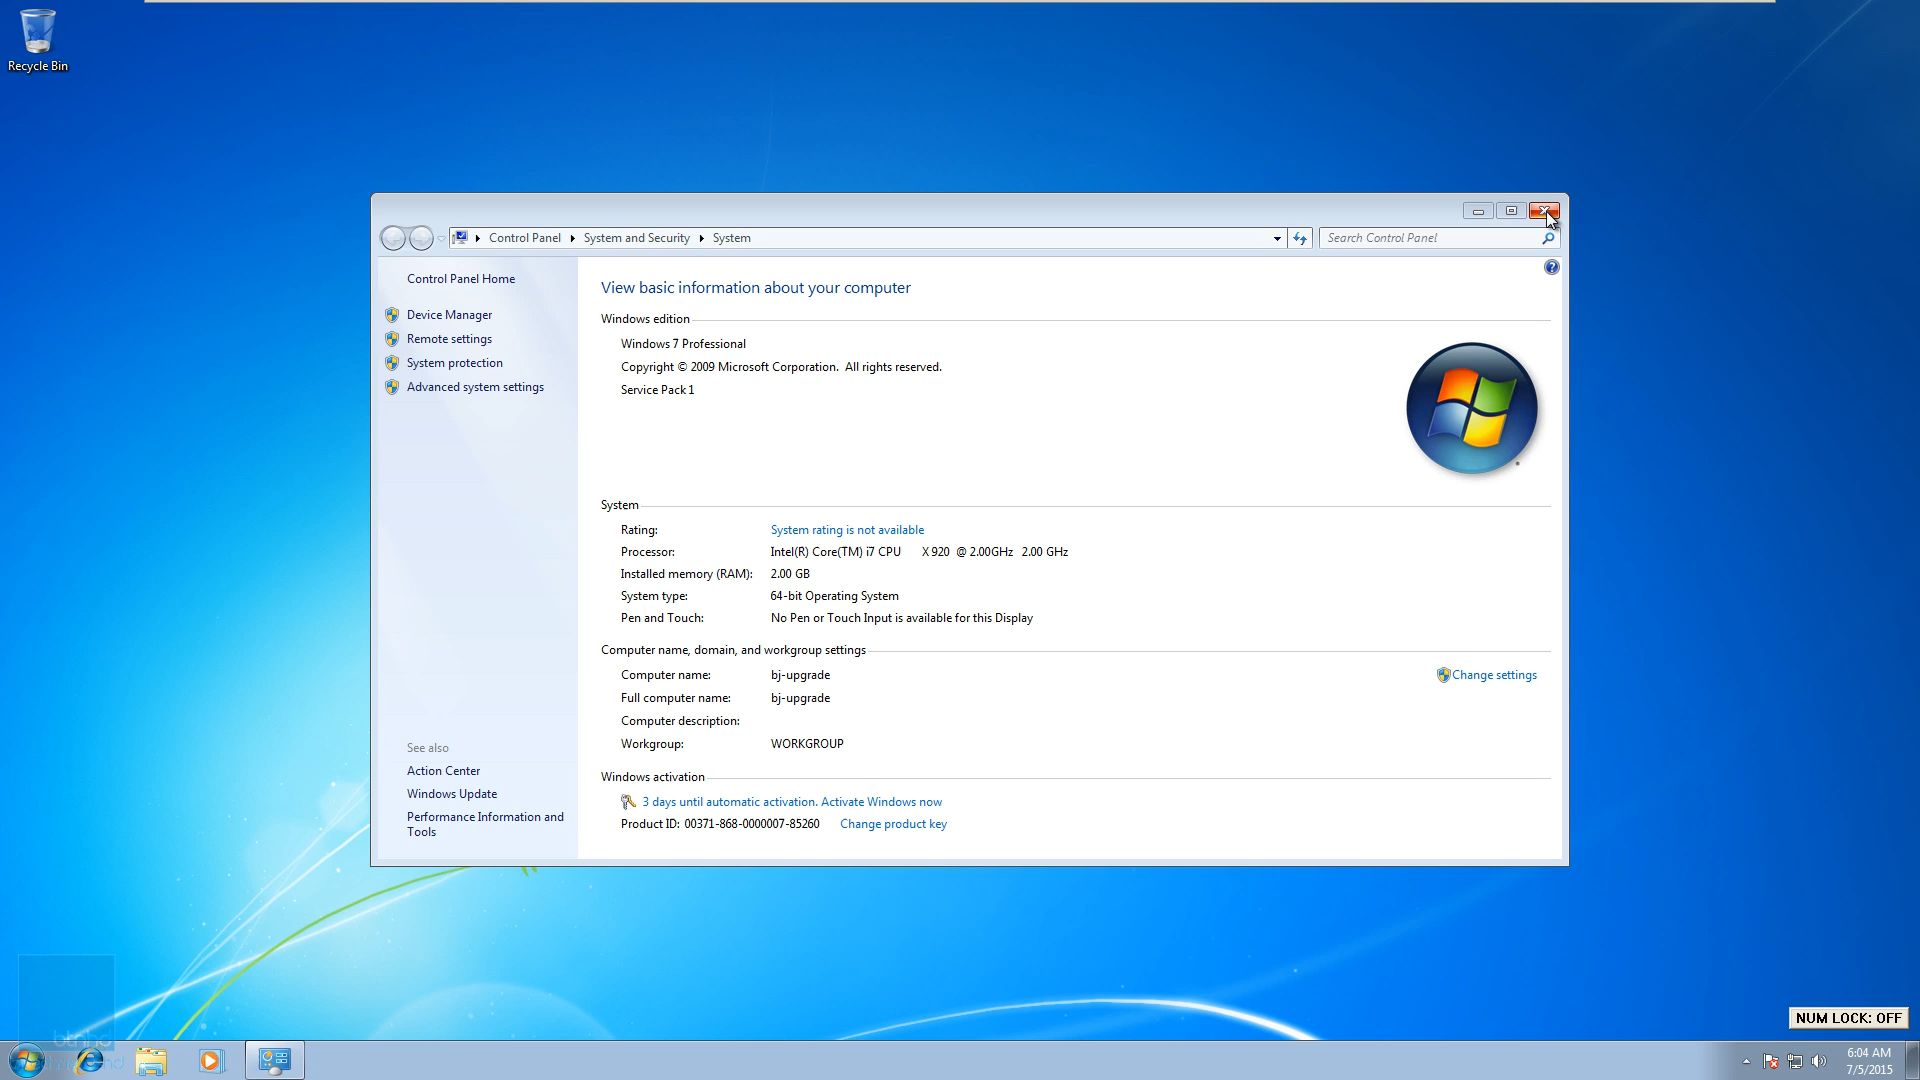 Recycle Bin
Control Panel
System and Security
System
Search Control Panel
Control Panel Home
Device Manager
Remote settings
System protection
Advanced system settings
See also
Action Center
Windows Update
Performance Information and
Tools
View basic information about your computer
Windows edition
Windows 7 Professional
Copyright © 2009 Microsoft Corporation. All rights reserved.
Service Pack 1
System
Rating: System rating is not available
Processor: Intel(R) Core(TM) i7 CPU X 920 @ 2.00GHz 2.00 GHz
Installed memory (RAM): 2.00 GB
System type: 64-bit Operating System
Pen and Touch: No Pen or Touch Input is available for this Display
Computer name, domain, and workgroup settings
Computer name: bj-upgrade
Change settings
Full computer name: bj-upgrade
Computer description:
Workgroup: WORKGROUP
Windows activation
3 days until automatic activation. Activate Windows now
Product ID: 00371-868-0000007-85260 Change product key
NUM LOCK: OFF
btnhd
6:04 AM
7/5/2015